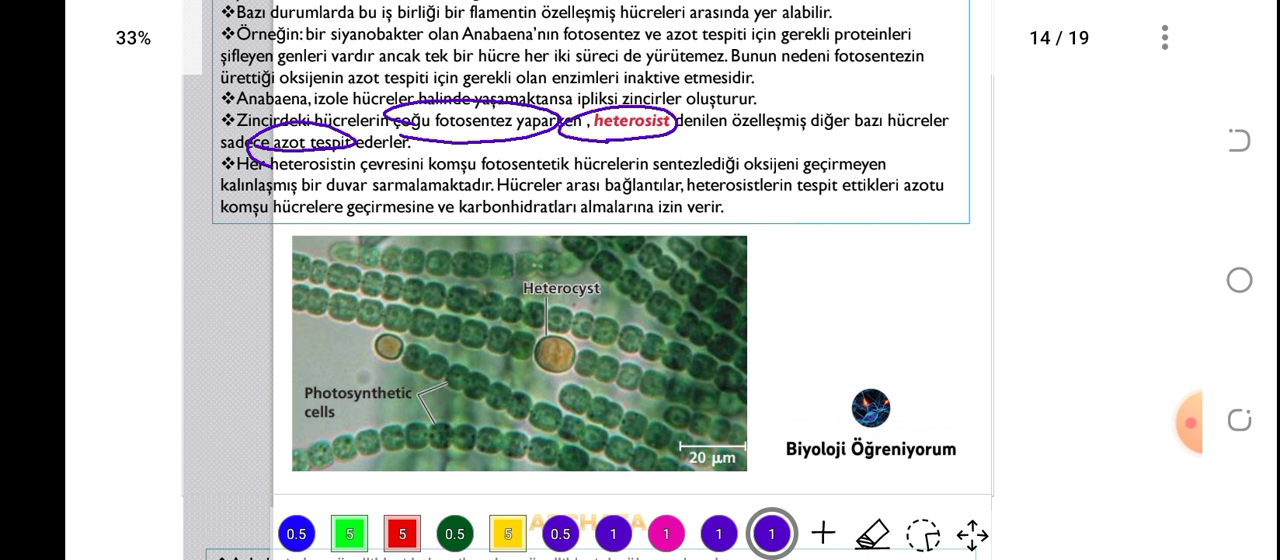 33%
14 / 19
❖Bazı durumlarda bu iş birliği bir flamentin özelleşmiş hücreleri arasında yer alabilir.
❖Örneğin: bir siyanobakter olan Anabaena'nın fotosentez ve azot tespiti için gerekli proteinleri
şifleyen genleri vardır ancak tek bir hücre her iki süreci de yürütemez. Bunun nedeni fotosentezin
ürettiği oksijenin azot tespiti için gerekli olan enzimleri inaktive etmesidir.
❖Anabaena, izole hücreler halinde yaşamaktansa ipliksi zincirler oluşturur.
❖Zincirdeki hücrelerin çoğu fotosentez yaparken , heterosist denilen özelleşmiş diğer bazı hücreler
sadece azot tespit ederler.
❖Her heterosistin çevresini komşu fotosentetik hücrelerin sentezlediği oksijeni geçirmeyen
kalınlaşmış bir duvar sarmalamaktadır. Hücreler arası bağlantılar, heterosistlerin tespit ettikleri azotu
komşu hücrelere geçirmesine ve karbonhidratları almalarına izin verir.
Heterocyst
Photosynthetic
cells
20 µm
Biyoloji Öğreniyorum
0.5 5 5 0.5 5 0.5 1 1 1 1